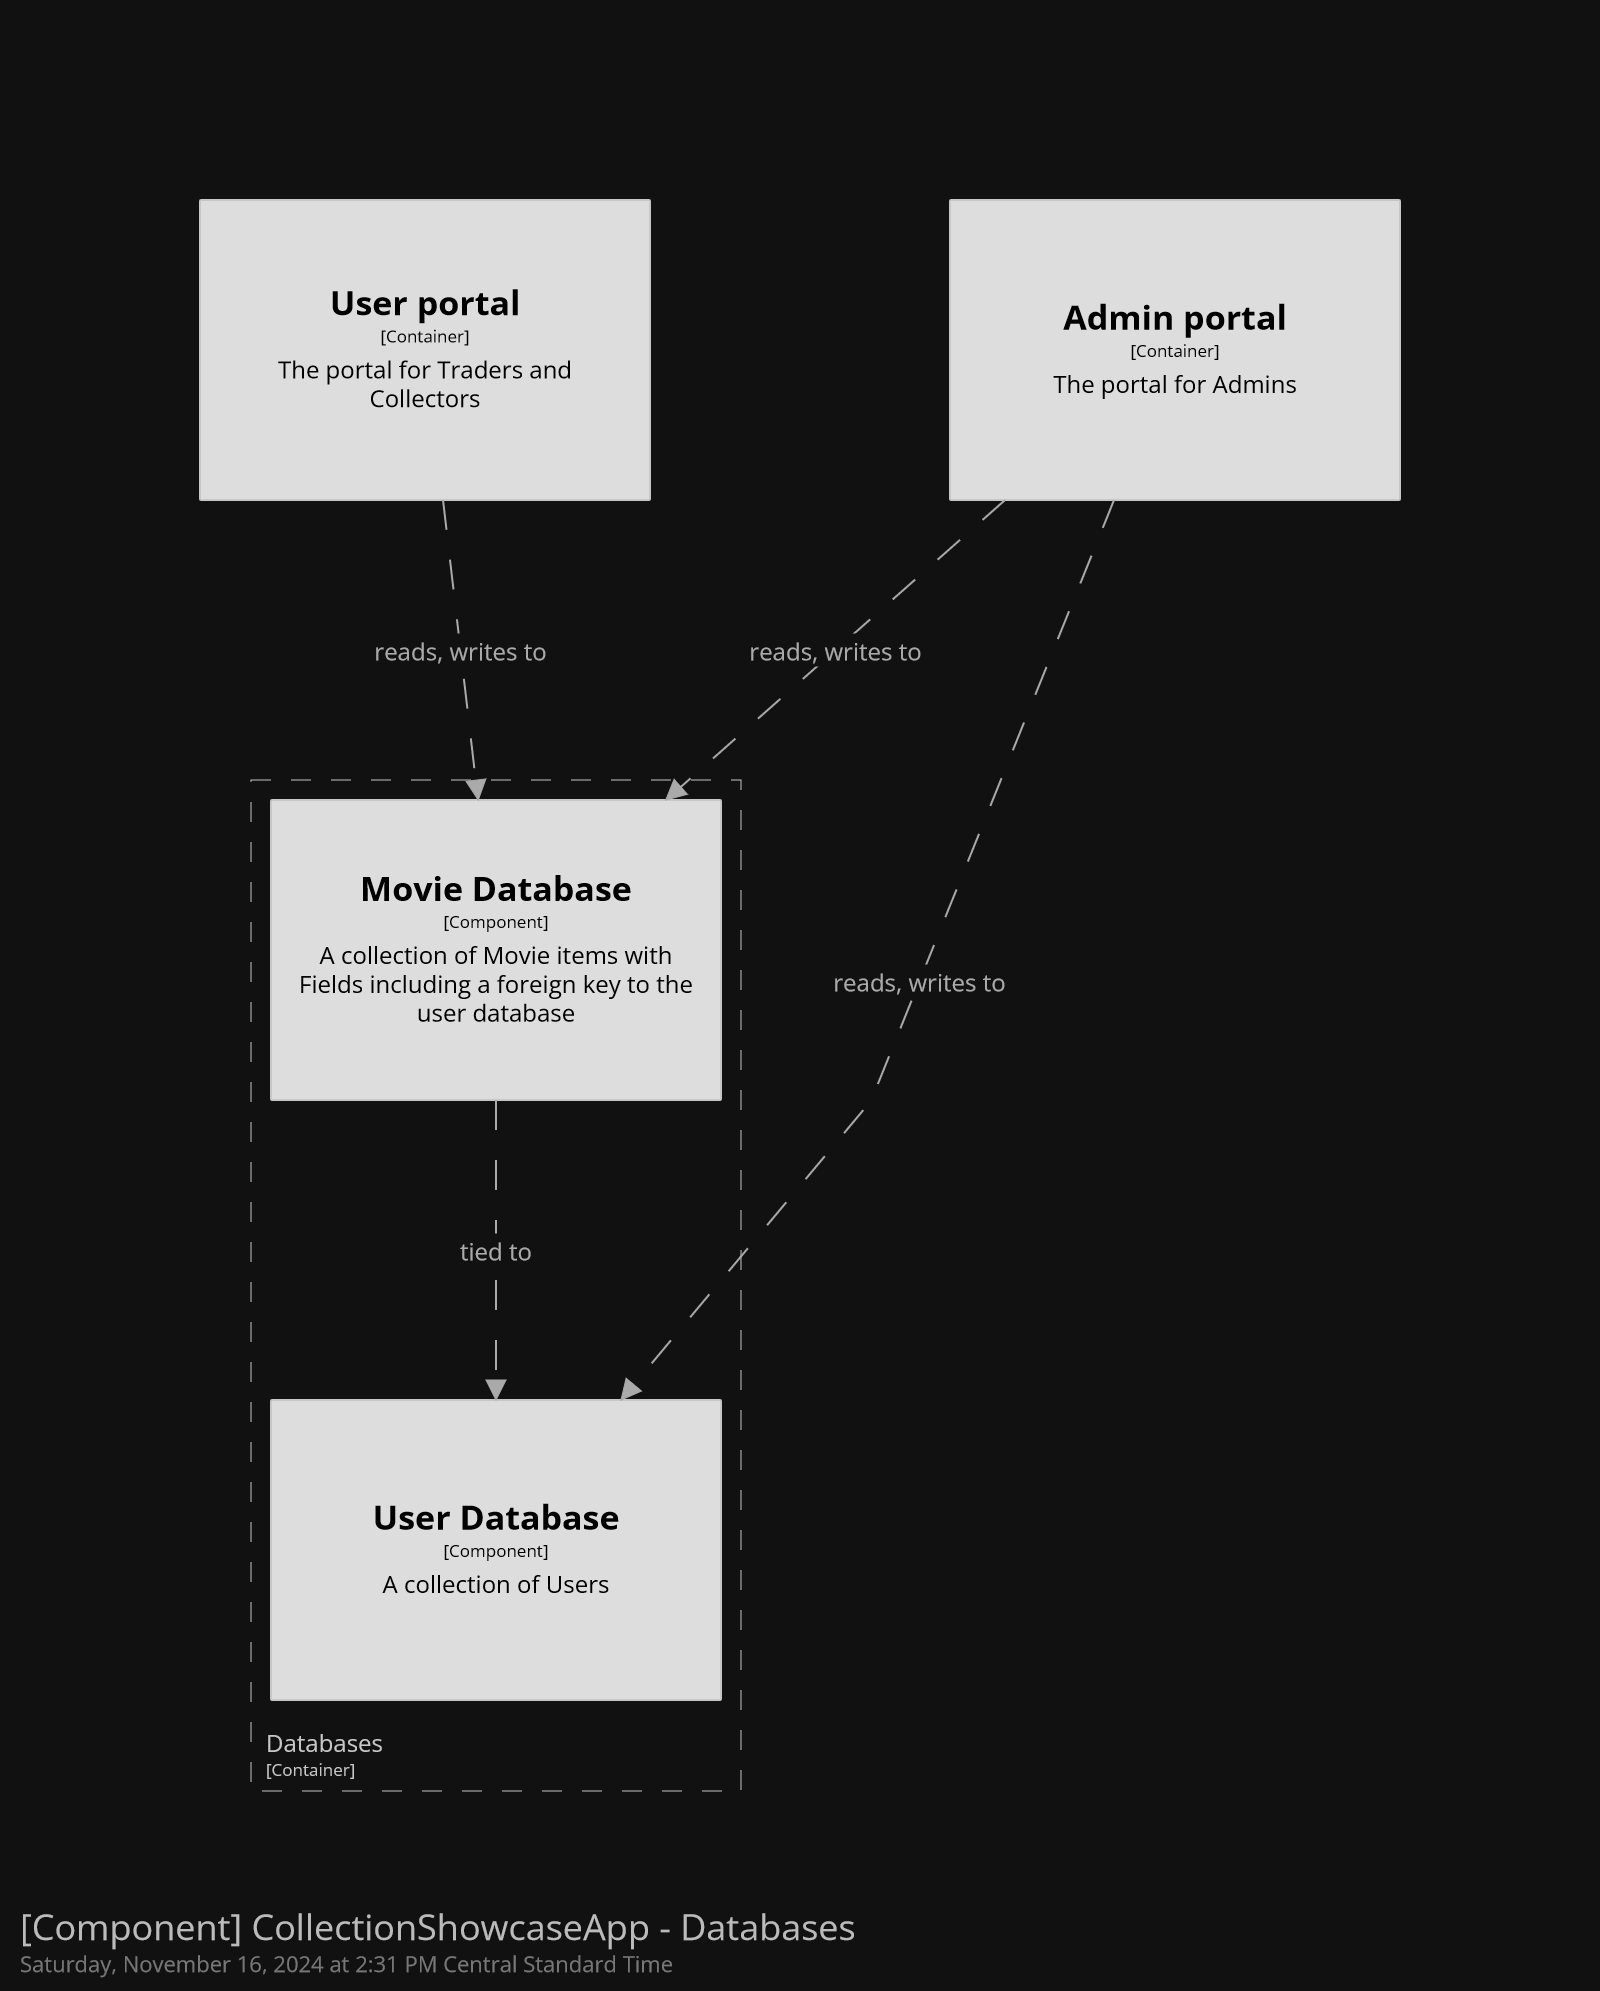 User portal
[Container]
The portal for Traders and
Collectors
Admin portal
[Container]
The portal for Admins
reads, writes to
reads, writes to
Movie Database
[Component]
A collection of Movie items with
Fields including a foreign key to the
user database
reads, writes to
tied to
User Database
[Component]
A collection of Users
Databases
[Container]
[Component] CollectionShowcaseApp - Databases
Saturday, November 16, 2024 at 2:31 PM Central Standard Time